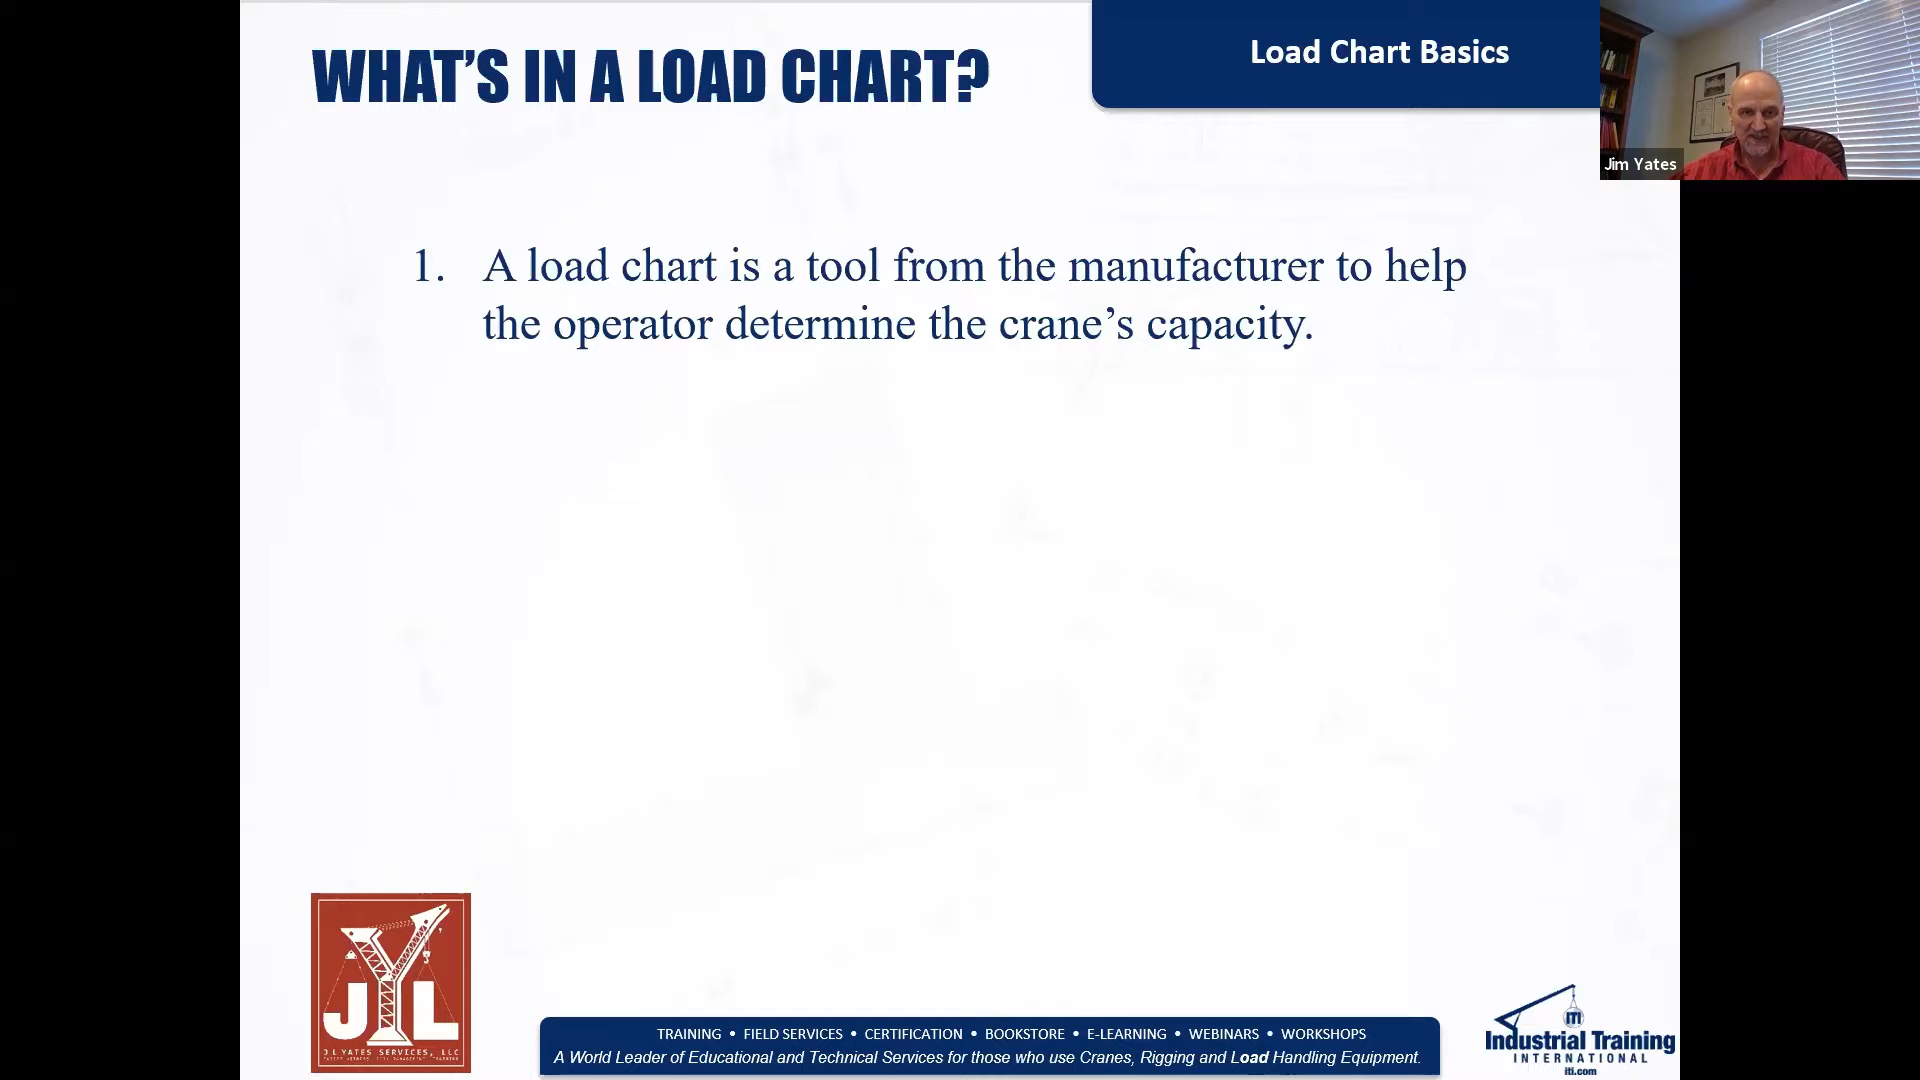 WHAT'S IN A LOAD CHART?
Load Chart Basics
Jim Yates
1. A load chart is a tool from the manufacturer to help
the operator determine the crane's capacity.
JYL
J L YATES SERVICES, LLC
TRAINING • FIELD SERVICES • CERTIFICATION • BOOKSTORE • E-LEARNING • WEBINARS • WORKSHOPS
A World Leader of Educational and Technical Services for those who use Cranes, Rigging and Load Handling Equipment.
ITI
Industrial Training
INTERNATIONAL
iti.com